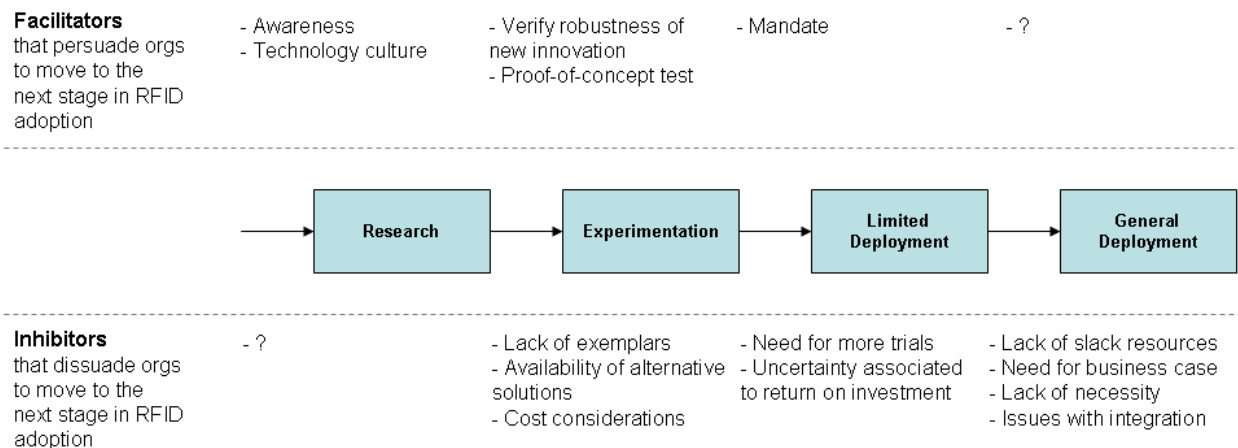 Facilitators
that persuade orgs
to move to the
next stage in RFID
adoption
- Awareness
- Technology culture
- Verify robustness of
new innovation
- Proof-of-concept test
- Mandate
- ?
Research
Experimentation
Limited
Deployment
General
Deployment
Inhibitors
that dissuade orgs
to move to the
next stage in RFID
adoption
- ?
- Lack of exemplars
- Availability of alternative
solutions
- Cost considerations
- Need for more trials
- Uncertainty associated
to return on investment
- Lack of slack resources
- Need for business case
- Lack of necessity
- Issues with integration